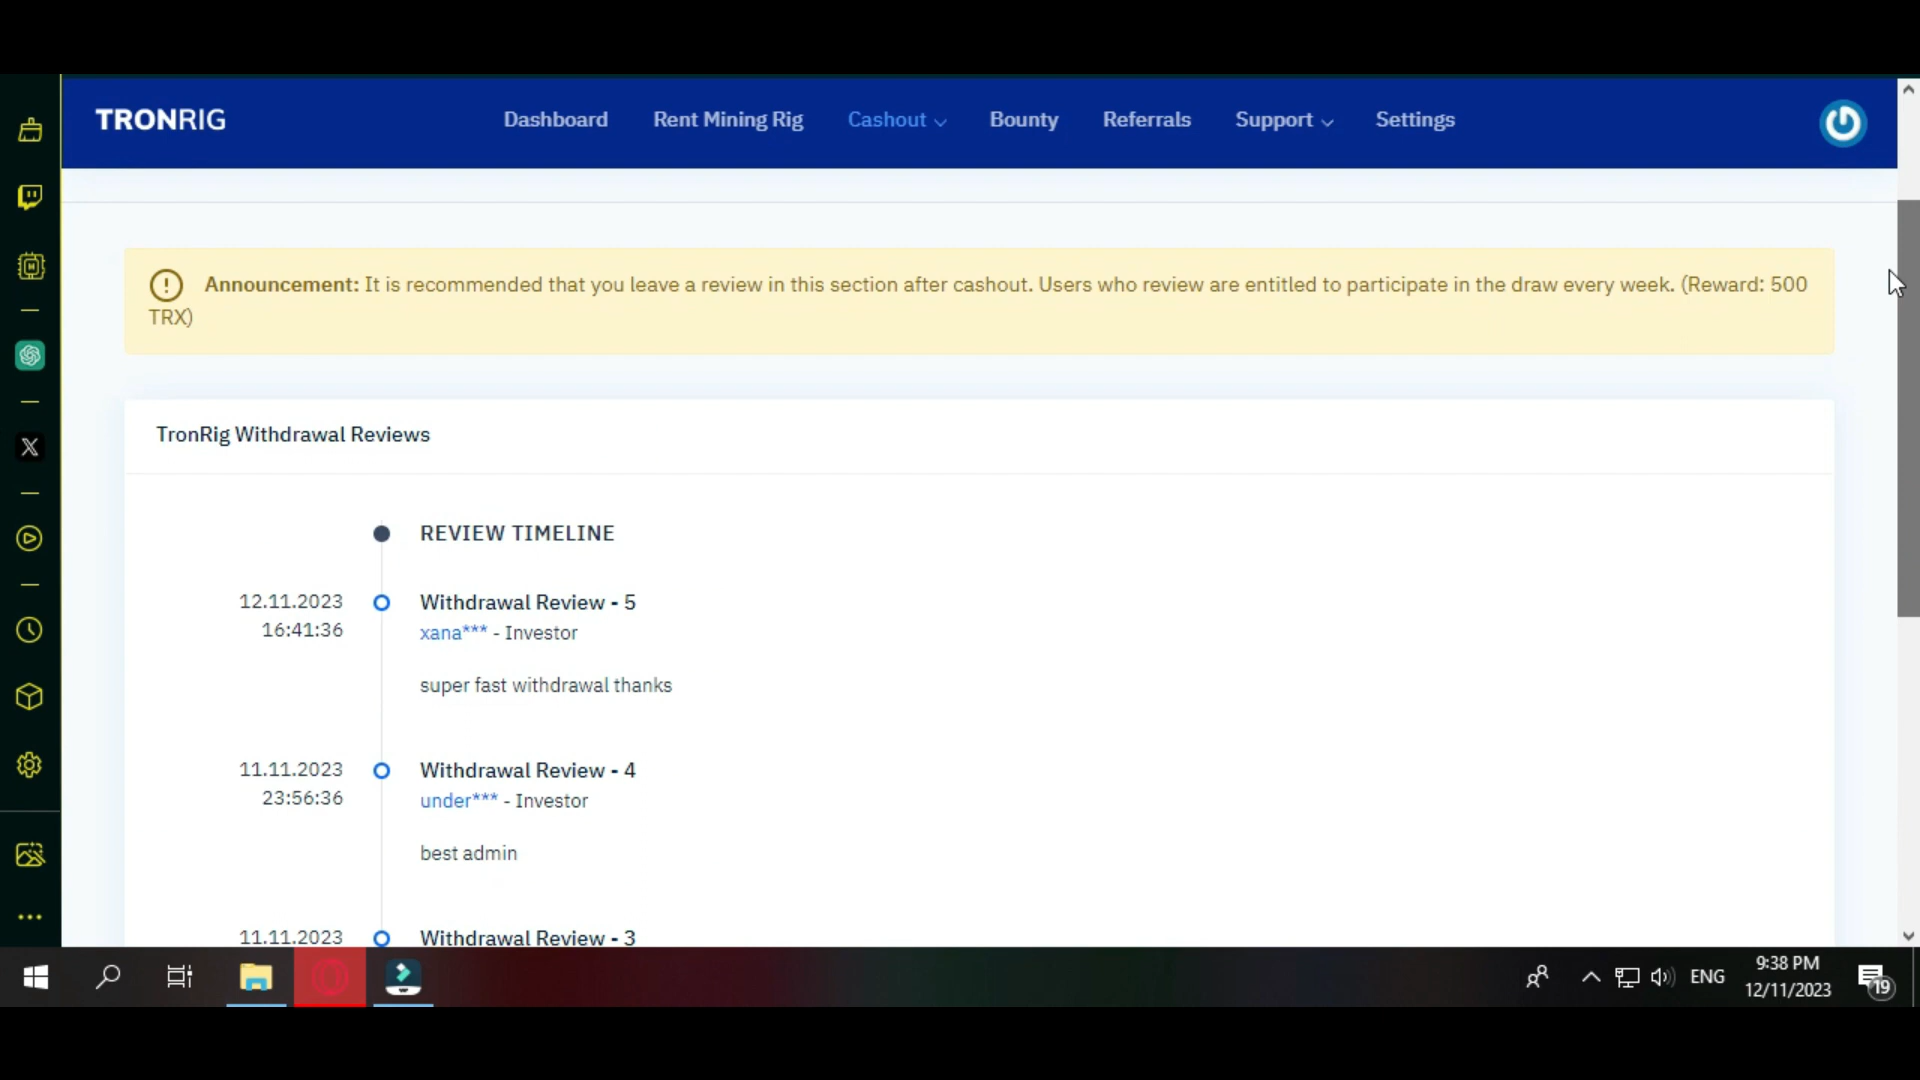 TRONRIG
Dashboard
Rent Mining Rig
Cashout
Bounty
Referrals
Support
Settings
Announcement: It is recommended that you leave a review in this section after cashout. Users who review are entitled to participate in the draw every week. (Reward: 500
TRX)
TronRig Withdrawal Reviews
REVIEW TIMELINE
12.11.2023
16:41:36
Withdrawal Review - 5
xana*** - Investor
super fast withdrawal thanks
11.11.2023
23:56:36
Withdrawal Review - 4
under*** - Investor
best admin
11.11.2023
Withdrawal Review - 3
ENG
9:38 PM
12/11/2023
19